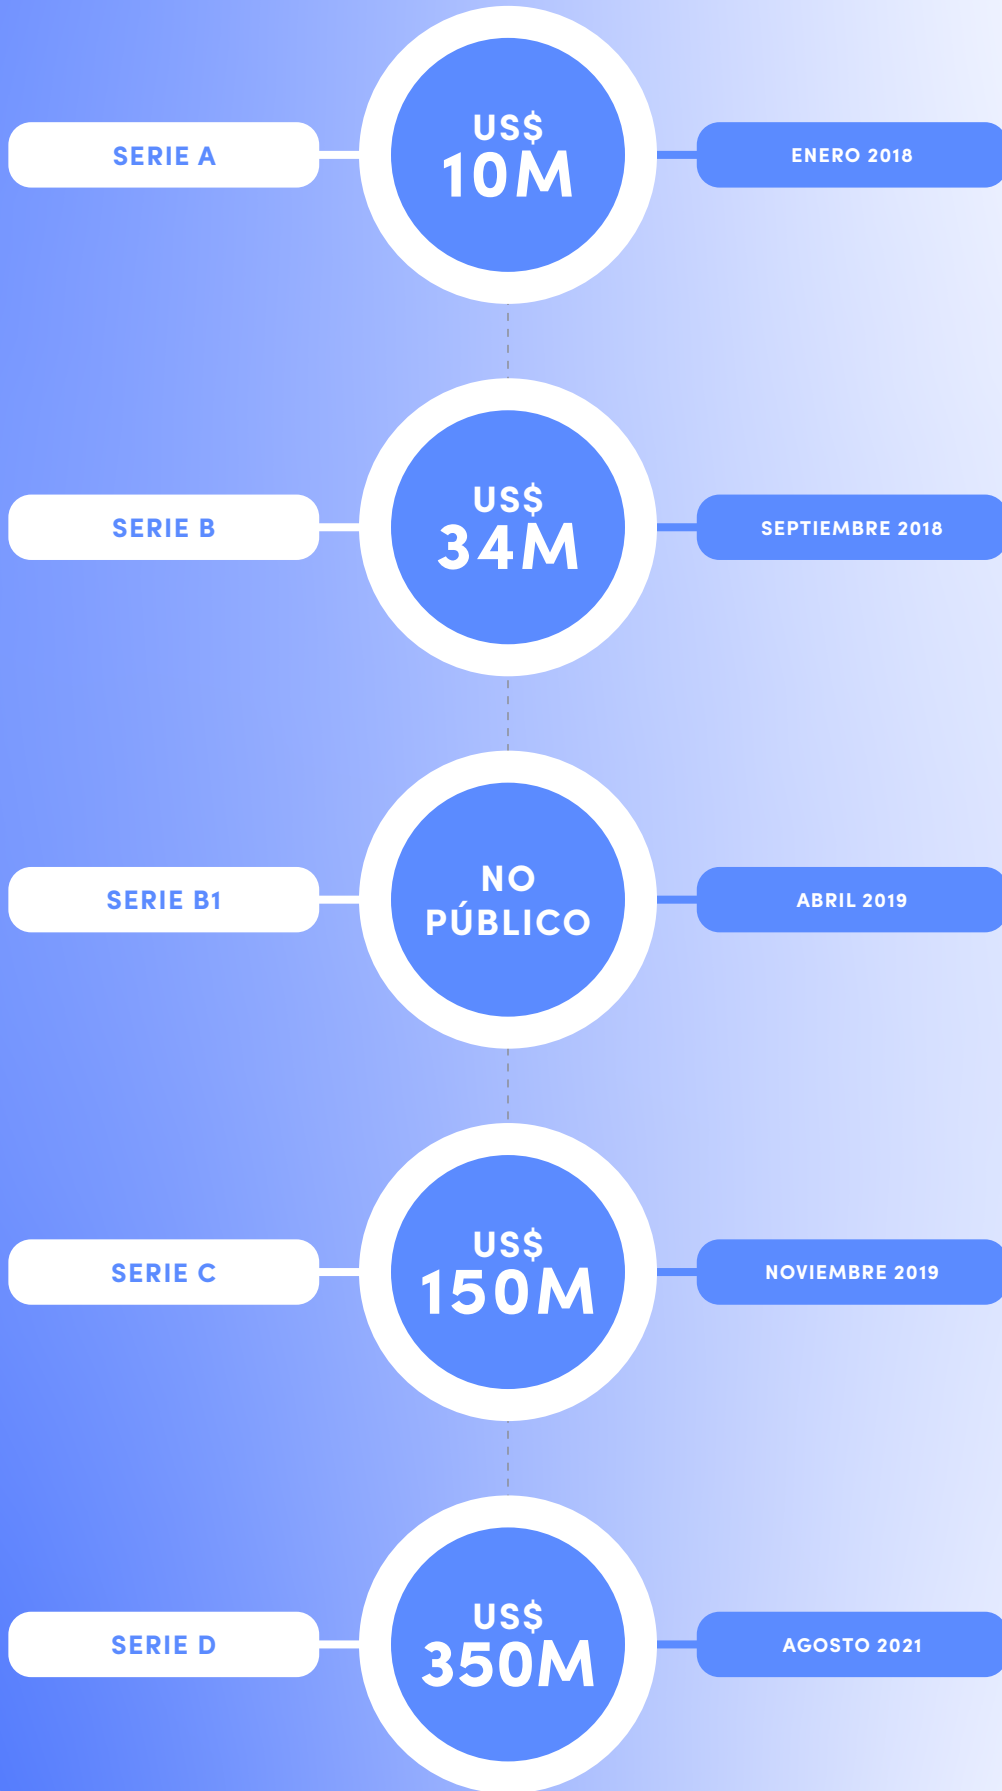 SERIE A
US$
10M
ENERO 2018
SERIE B
US$
34M
SEPTIEMBRE 2018
SERIE B1
NO
PÚBLICO
ABRIL 2019
SERIE C
US$
150M
NOVIEMBRE 2019
SERIE D
US$
350M
AGOSTO 2021